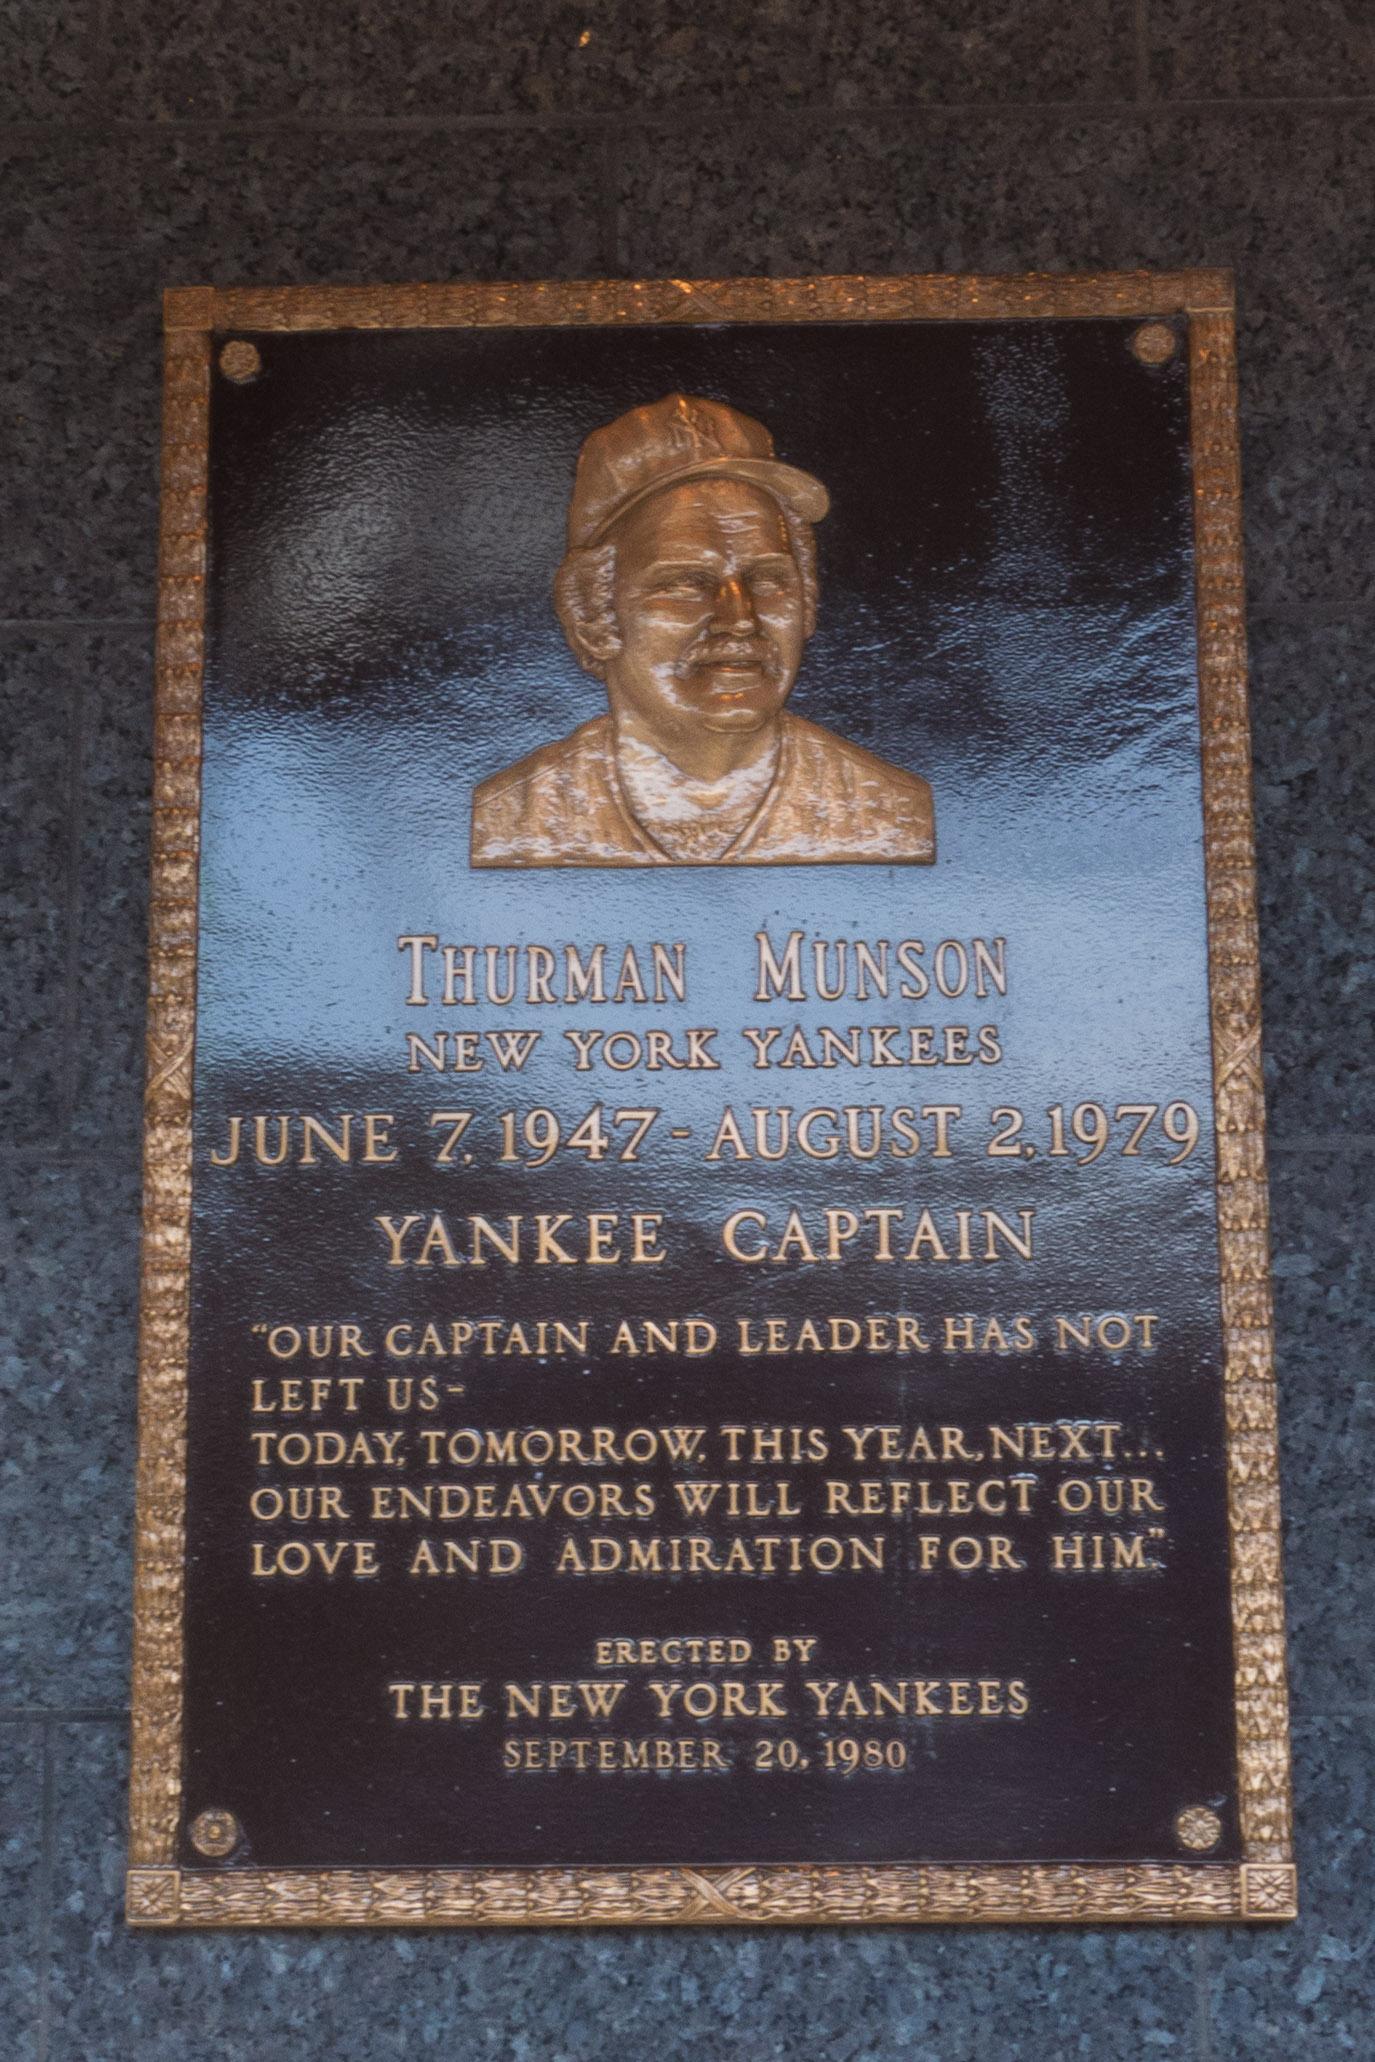 THURMAN MUNSON
NEW YORK YANKEES
JUNE 7, 1947 - AUGUST 2, 1979
YANKEE CAPTAIN
“OUR CAPTAIN AND LEADER HAS NOT
LEFT US-
TODAY, TOMORROW, THIS YEAR, NEXT...
OUR ENDEAVORS WILL REFLECT OUR
LOVE AND ADMIRATION FOR HIM.”
ERECTED BY
THE NEW YORK YANKEES
SEPTEMBER 20, 1980